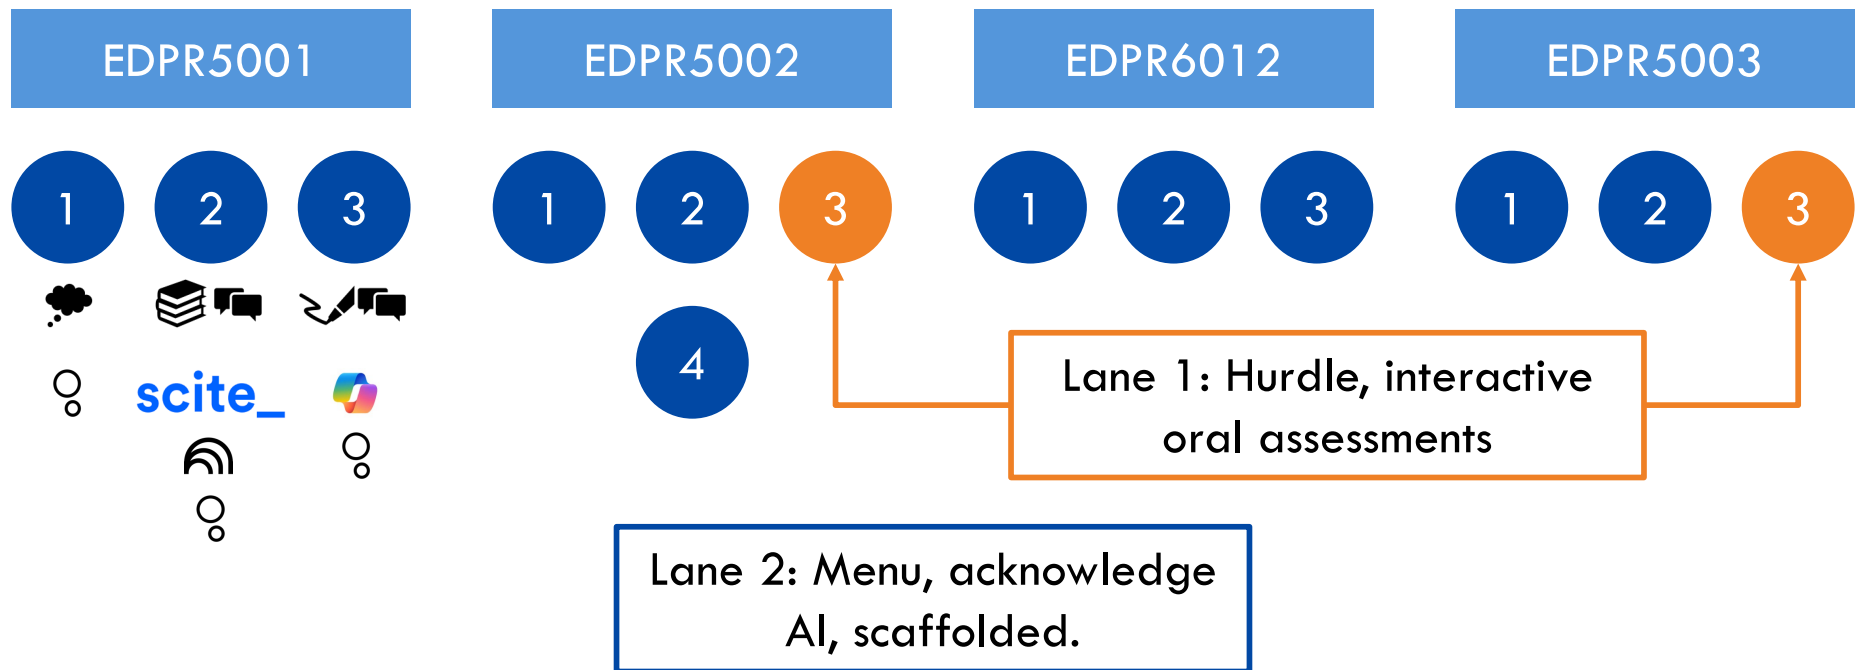 EDPR5001
EDPR5002
EDPR6012
EDPR5003
1
2
3
1
2
3
1
2
3
1
2
3
4
scite_
Lane 1: Hurdle, interactive
oral assessments
Lane 2: Menu, acknowledge
AI, scaffolded.